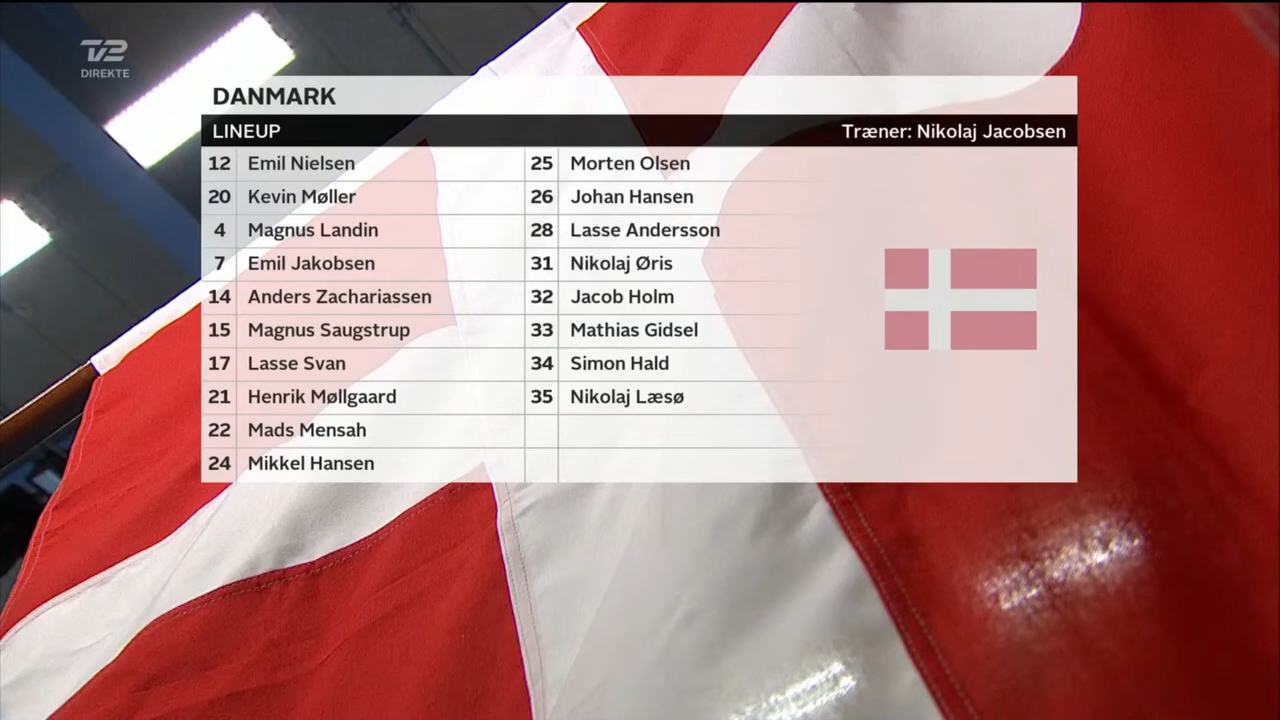 TV2
DIREKTE
DANMARK
LINEUP
Træner: Nikolaj Jacobsen
12 Emil Nielsen
20 Kevin Møller
4 Magnus Landin
7 Emil Jakobsen
14 Anders Zachariassen
15 Magnus Saugstrup
17 Lasse Svan
21 Henrik Møllgaard
22 Mads Mensah
24 Mikkel Hansen
25 Morten Olsen
26 Johan Hansen
28 Lasse Andersson
31 Nikolaj Øris
32 Jacob Holm
33 Mathias Gidsel
34 Simon Hald
35 Nikolaj Læsø